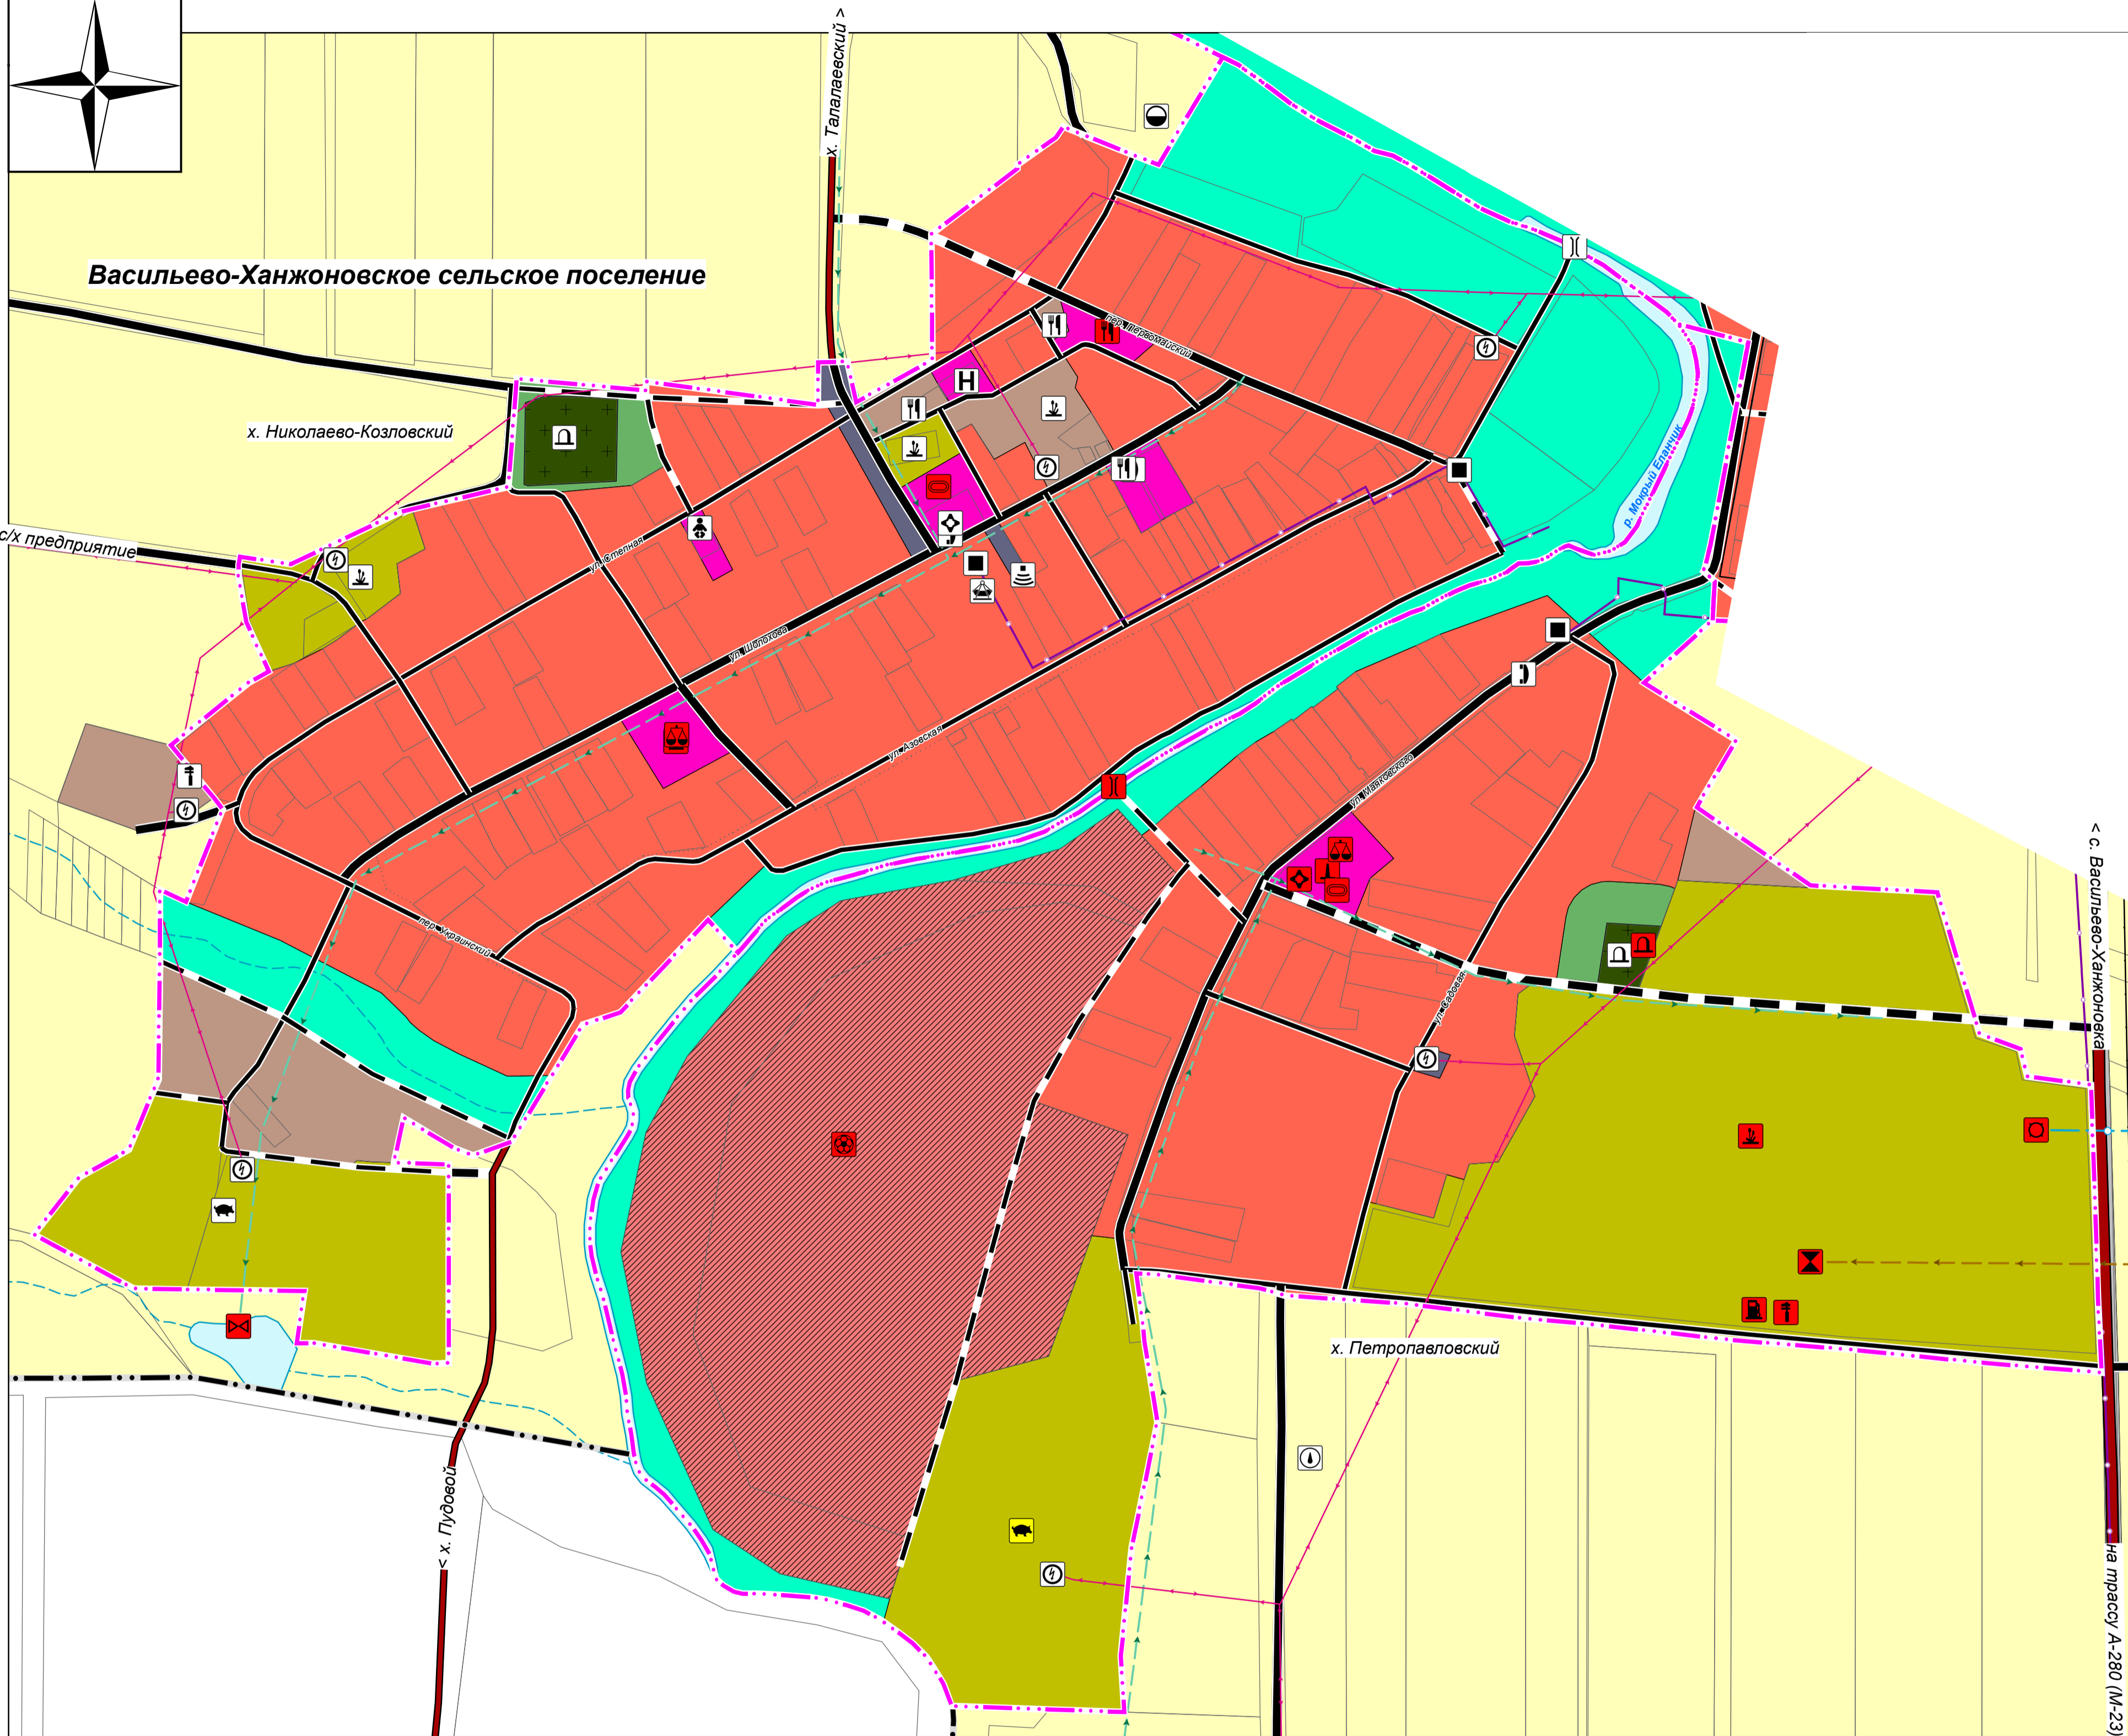 < х. Талалаевский >
Васильево-Ханжоновское сельское поселение
пер. Первомайский
х. Николаево-Козловский
Н
р. Мокрый Еланчик
с/х предприятие
ул. Степная
ул. Шолохова
ул. Азовская
ул. Маяковского
< с. Васильево-Ханжоновка
пер. Украинский
ул. Садовая
х. Петропавловский
< х. Пудовой
на трассу А-280 (М-23)